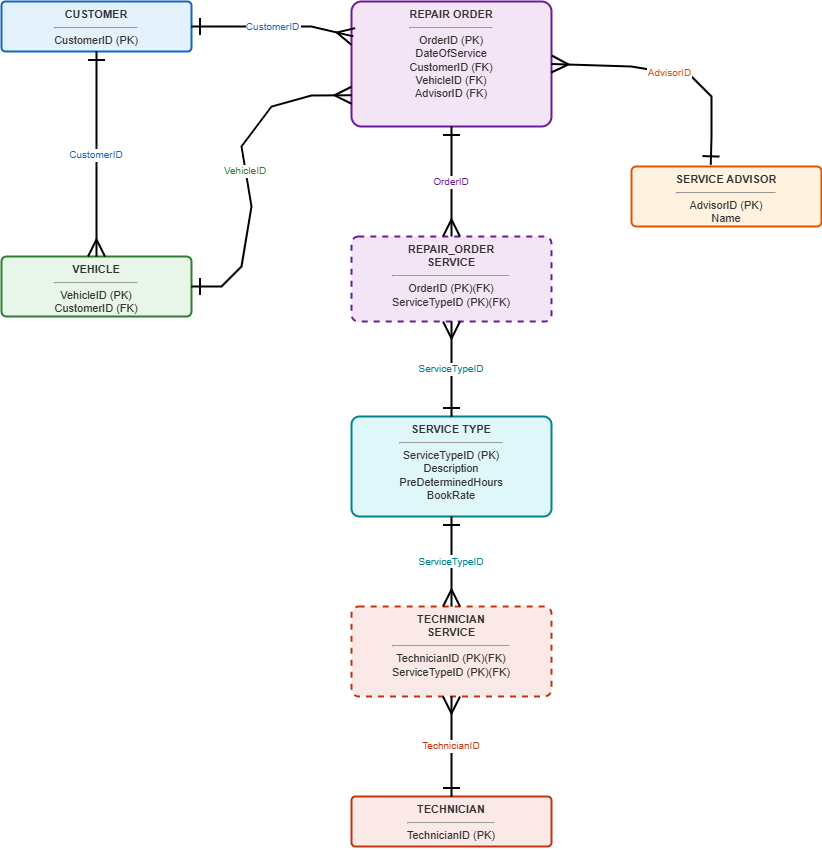 CUSTOMER
CustomerID (PK)
CustomerID
REPAIR ORDER
OrderID (PK)
DateOfService
CustomerID (FK)
VehicleID (FK)
AdvisorID (FK)
AdvisorID
CustomerID
VehicleID
OrderID
SERVICE ADVISOR
AdvisorID (PK)
Name
VEHICLE
VehicleID (PK)
CustomerID (FK)
REPAIR_ORDER
SERVICE
OrderID (PK)(FK)
ServiceTypeID (PK)(FK)
ServiceTypeID
SERVICE TYPE
ServiceTypeID (PK)
Description
PreDeterminedHours
BookRate
ServiceTypeID
TECHNICIAN
SERVICE
TechnicianID (PK)(FK)
ServiceTypeID (PK)(FK)
TechnicianID
TECHNICIAN
TechnicianID (PK)